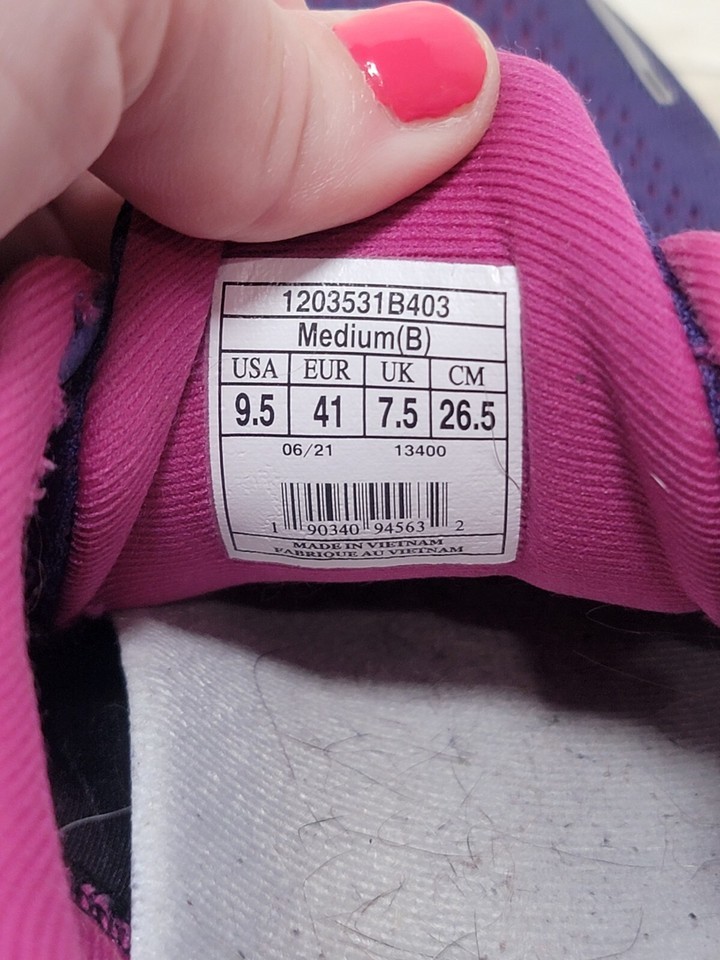 1203531B403
Medium(B)
USA EUR UK CM
9.5 41 7.5 26.5
06/21 13400
1 90340 94563 2
MADE IN VIETNAM
FABRIQUE AU VIETNAM